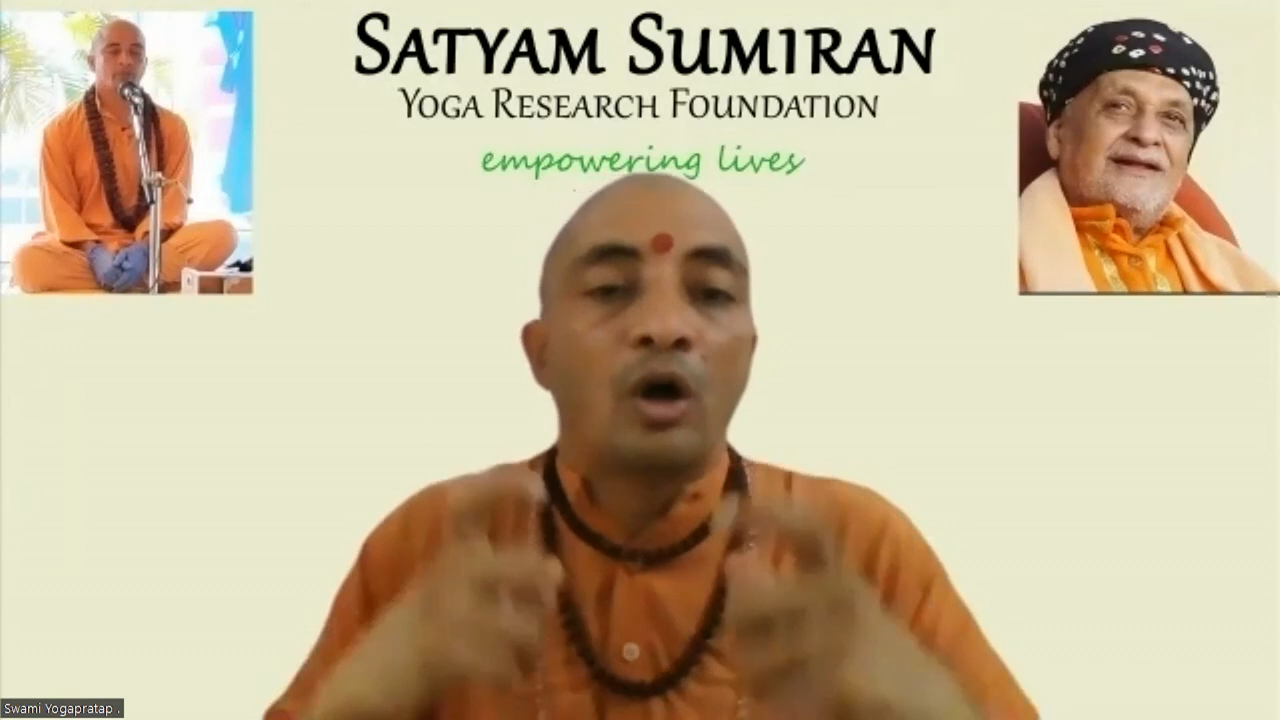 SATYAM SUMIRAN
YOGA RESEARCH FOUNDATION
empowering lives
Swami Yogapratap .